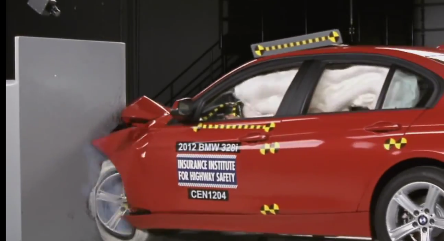 2012 BMW 328i
INSURANCE INSTITUTE
FOR HIGHWAY SAFETY
CEN1204